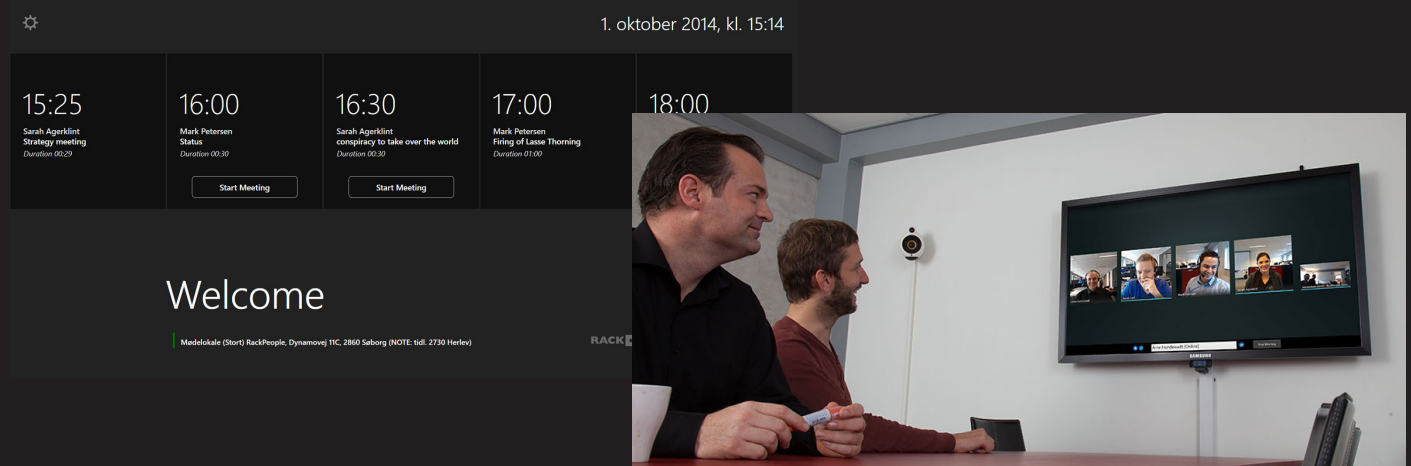 1. oktober 2014, kl. 15:14
15:25
Sarah Agerklint
Strategy meeting
Duration 00:29
16:00
Mark Petersen
Status
Duration 00:30
Start Meeting
16:30
Sarah Agerklint
conspiracy to take over the world
Duration 00:30
Start Meeting
17:00
Mark Petersen
Firing of Lasse Thorning
Duration 01:00
18:00
Welcome
Mødelokale (Stort) RackPeople, Dynamovej 11C, 2860 Søborg (NOTE: tidl. 2730 Herlev)
RACK
SAMSUNG